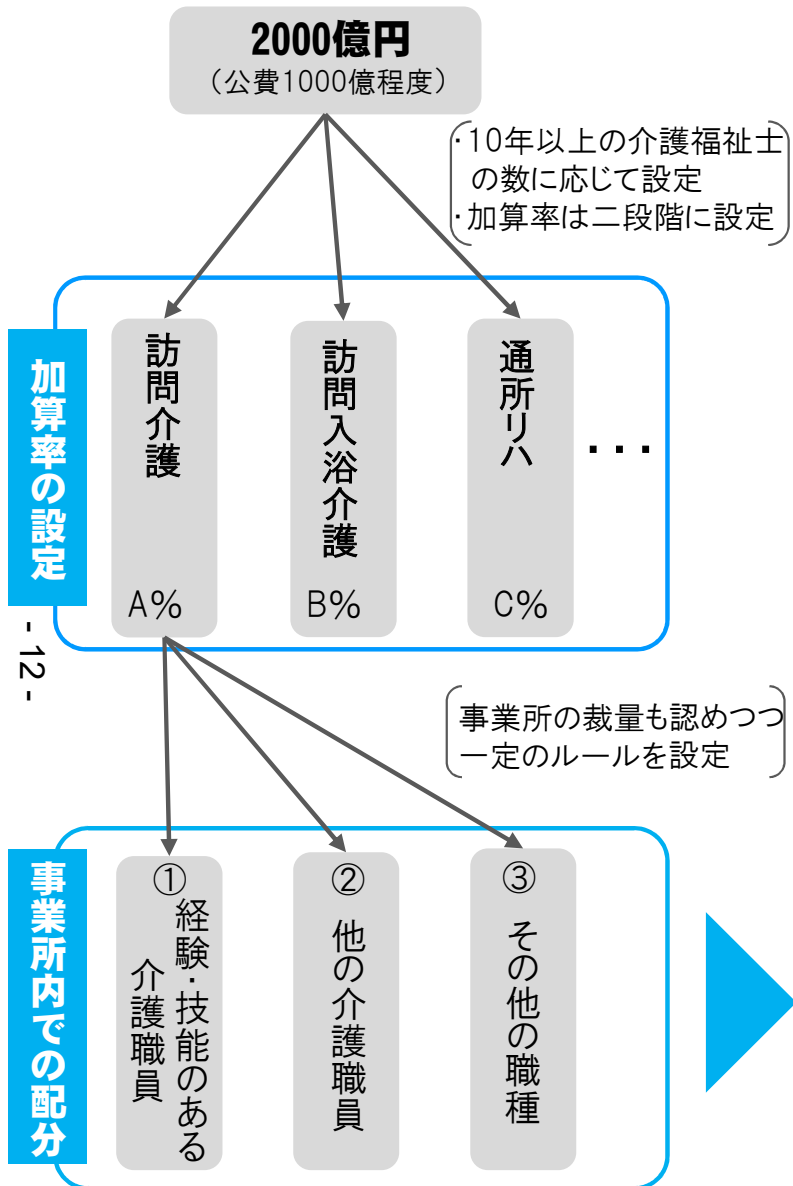 2000億円
（公費1000億程度）
・10年以上の介護福祉士
の数に応じて設定
・加算率は二段階に設定
加算率の設定
訪問介護
A%
訪問入浴介護
B%
通所リハ
C%
・・・
- 12 -
事業所の裁量も認めつつ
一定のルールを設定
事業所内での配分
①
経験・技能のある
介護職員
②
他の介護職員
③
その他の職種